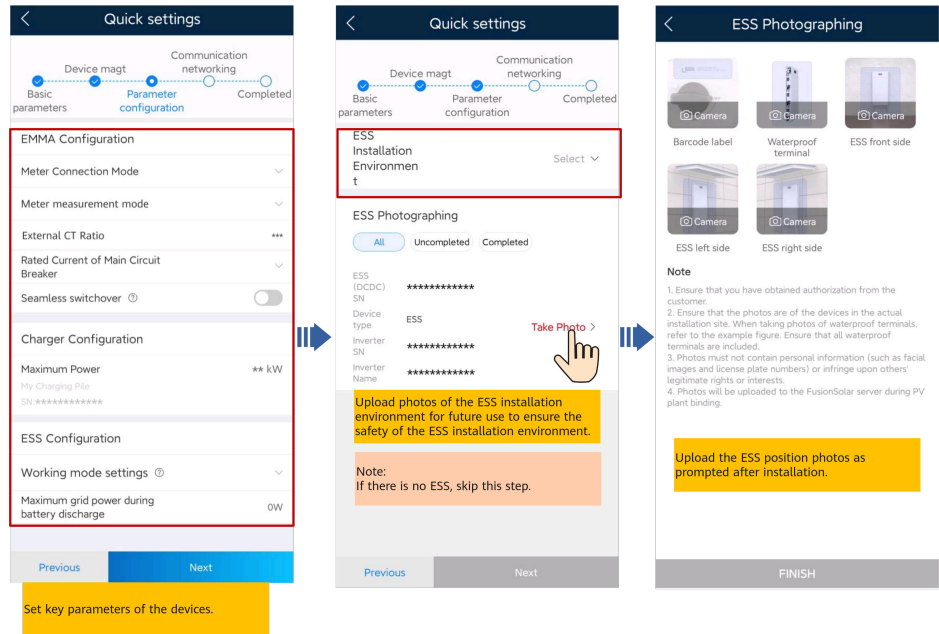 Quick settings
Communication
Device magt
networking
Basic
parameters
Parameter
configuration
Completed
EMMA Configuration
Meter Connection Mode
Meter measurement mode
External CT Ratio ***
Rated Current of Main Circuit
Breaker
Seamless switchover
Charger Configuration
Maximum Power ** kW
My Charging Pile
SN:************
ESS Configuration
Working mode settings
Maximum grid power during
battery discharge
0W
Previous
Next
Set key parameters of the devices.
Quick settings
Communication
Device magt
networking
Basic
parameters
Parameter
configuration
Completed
ESS
Installation
Environmen
t
Select
ESS Photographing
All
Uncompleted
Completed
ESS
(DCDC)
SN
************
Device
type
ESS
Take Photo >
Inverter
SN
************
Inverter
Name
************
Upload photos of the ESS installation
environment for future use to ensure the
safety of the ESS installation environment.
Note:
If there is no ESS, skip this step.
Previous
Next
ESS Photographing
Camera
Camera
Camera
Barcode label
Waterproof
terminal
ESS front side
Camera
Camera
ESS left side
ESS right side
Note
1. Ensure that you have obtained authorization from the
customer.
2. Ensure that the photos are of the devices in the actual
installation site. When taking photos of waterproof terminals,
refer to the example figure. Ensure that all waterproof
terminals are included.
3. Photos must not contain personal information (such as facial
images and license plate numbers) or infringe upon others'
legitimate rights or interests.
4. Photos will be uploaded to the FusionSolar server during PV
plant binding.
Upload the ESS position photos as
prompted after installation.
FINISH